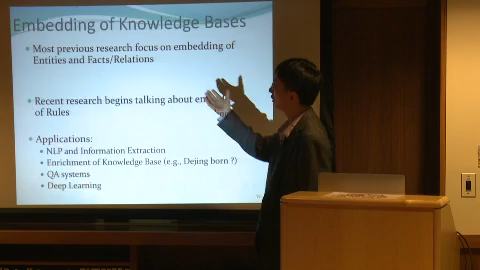 Embedding of Knowledge Bases
• Most previous research focus on embedding of
Entities and Facts/Relations
• Recent research begins talking about em
of Rules
• Applications:
• NLP and Information Extraction
• Enrichment of Knowledge Base (e.g., Dejing born ?)
• QA systems
• Deep Learning